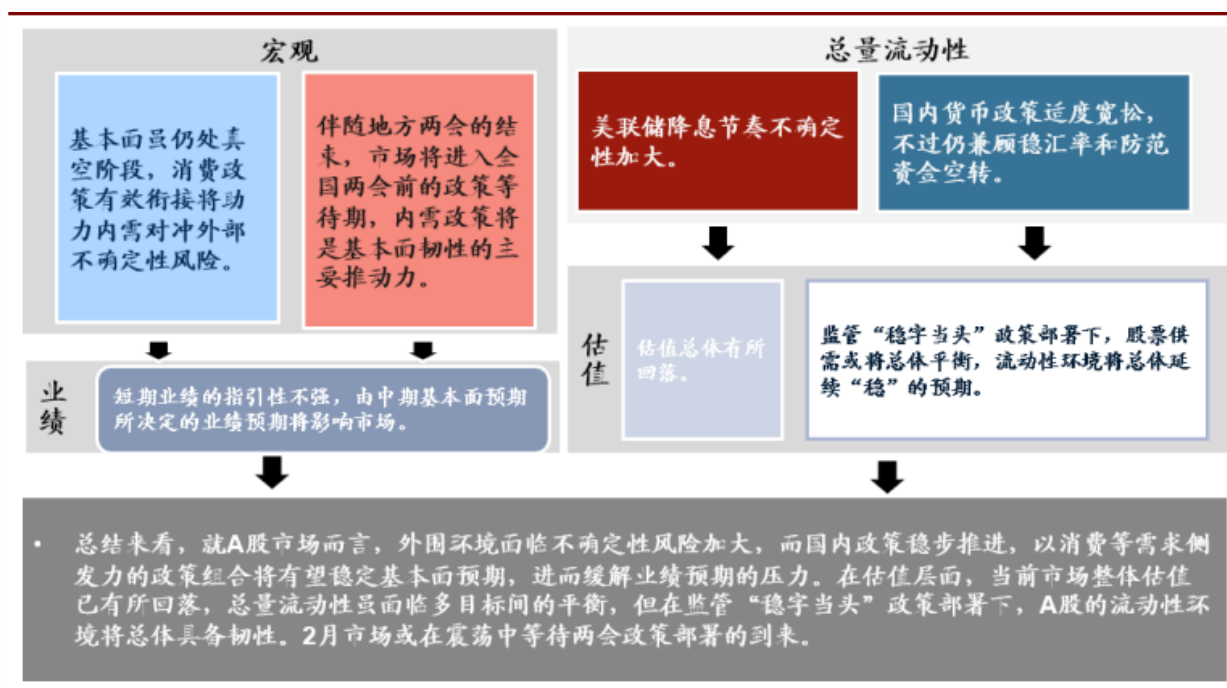 宏观
基本面虽仍处真
空阶段，消费政
策有效衔接将动
力内需对冲外部
不确定性风险。
伴随地方两会的结
束，市场将进入全
国两会前的政策等
待期，内需政策将
是基本面韧性的主
要推动力。
业
绩
短期业绩的指引性不强，由中期基本面预期
所决定的业绩预期将影响市场。
总量流动性
美联储降息节奏不确定
性加大。
国内货币政策适度宽松，
不过仍兼顾稳汇率和防范
资金空转。
估
值
估值总体有所
回落。
监管“稳字当头”政策部署下，股票供
需或将总体平衡，流动性环境将总体延
续“稳”的预期。
• 总结来看，就A股市场而言，外围环境面临不确定性风险加大，而国内政策稳步推进，以消费等需求侧
发力的政策组合将有望稳定基本面预期，进而缓解业绩预期的压力。在估值层面，当前市场整体估值
已有所回落，总量流动性虽面临多目标间的平衡，但在监管“稳字当头”政策部署下，A股的流动性环
境将总体具备韧性。2月市场或在震荡中等待两会政策部署的到来。